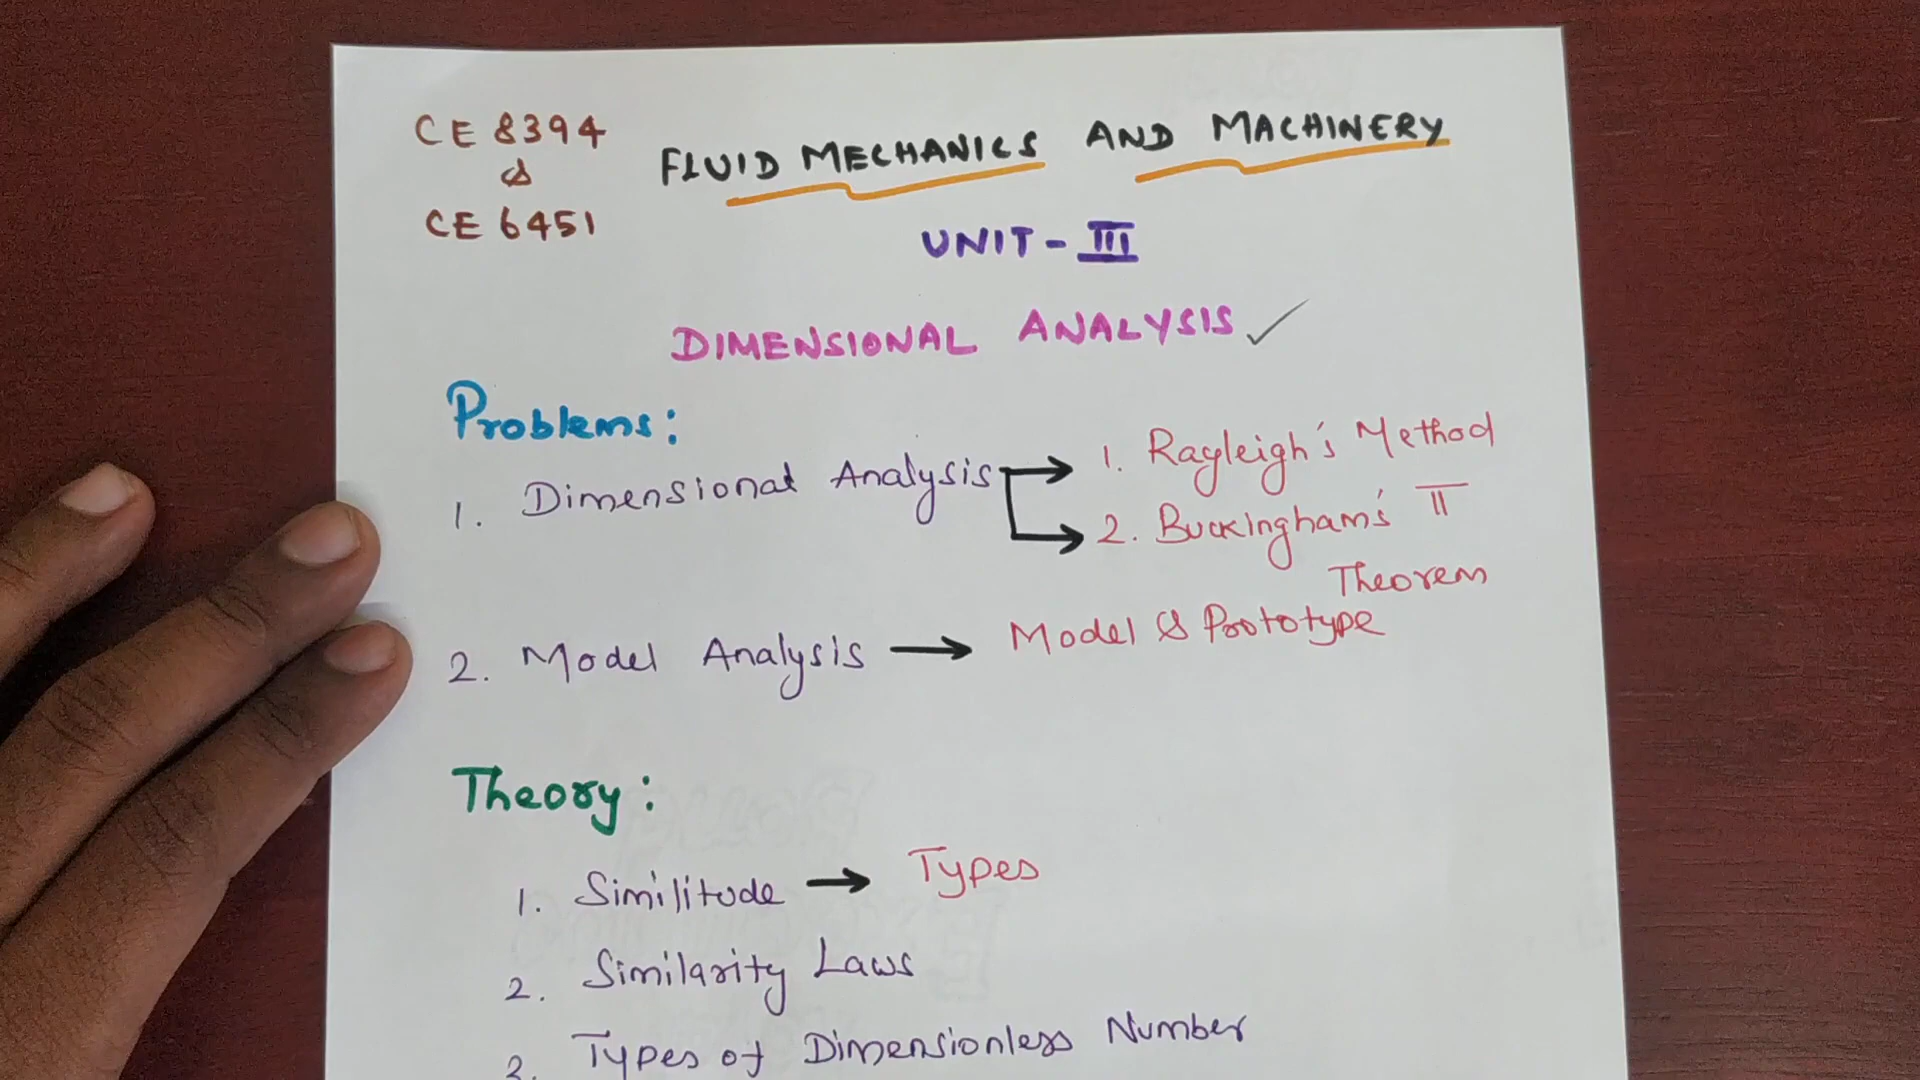 CE 8394
&
CE 6451
FLUID MECHANICS AND MACHINERY
UNIT - III
DIMENSIONAL ANALYSIS ✓
Problems:
1. Dimensional Analysis → 1. Rayleigh's Method
→ 2. Buckingham's π
Theorem
2. Model Analysis → Model & Prototype
Theory:
1. Similitude → Types
2. Similarity Laws
3. Types of Dimensionless Number